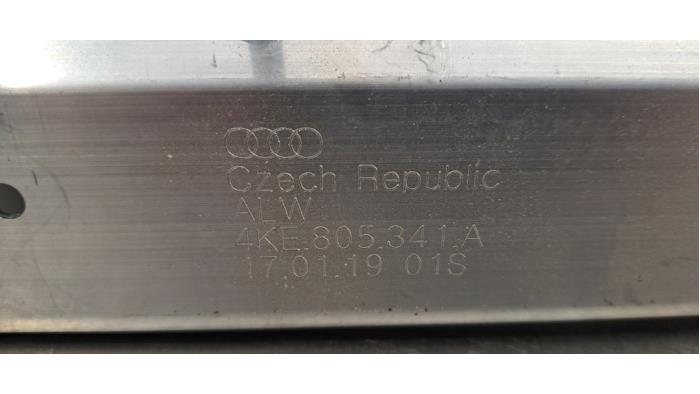 Czech Republic
ALW
4KE.805.341.A
17.01.19 01S